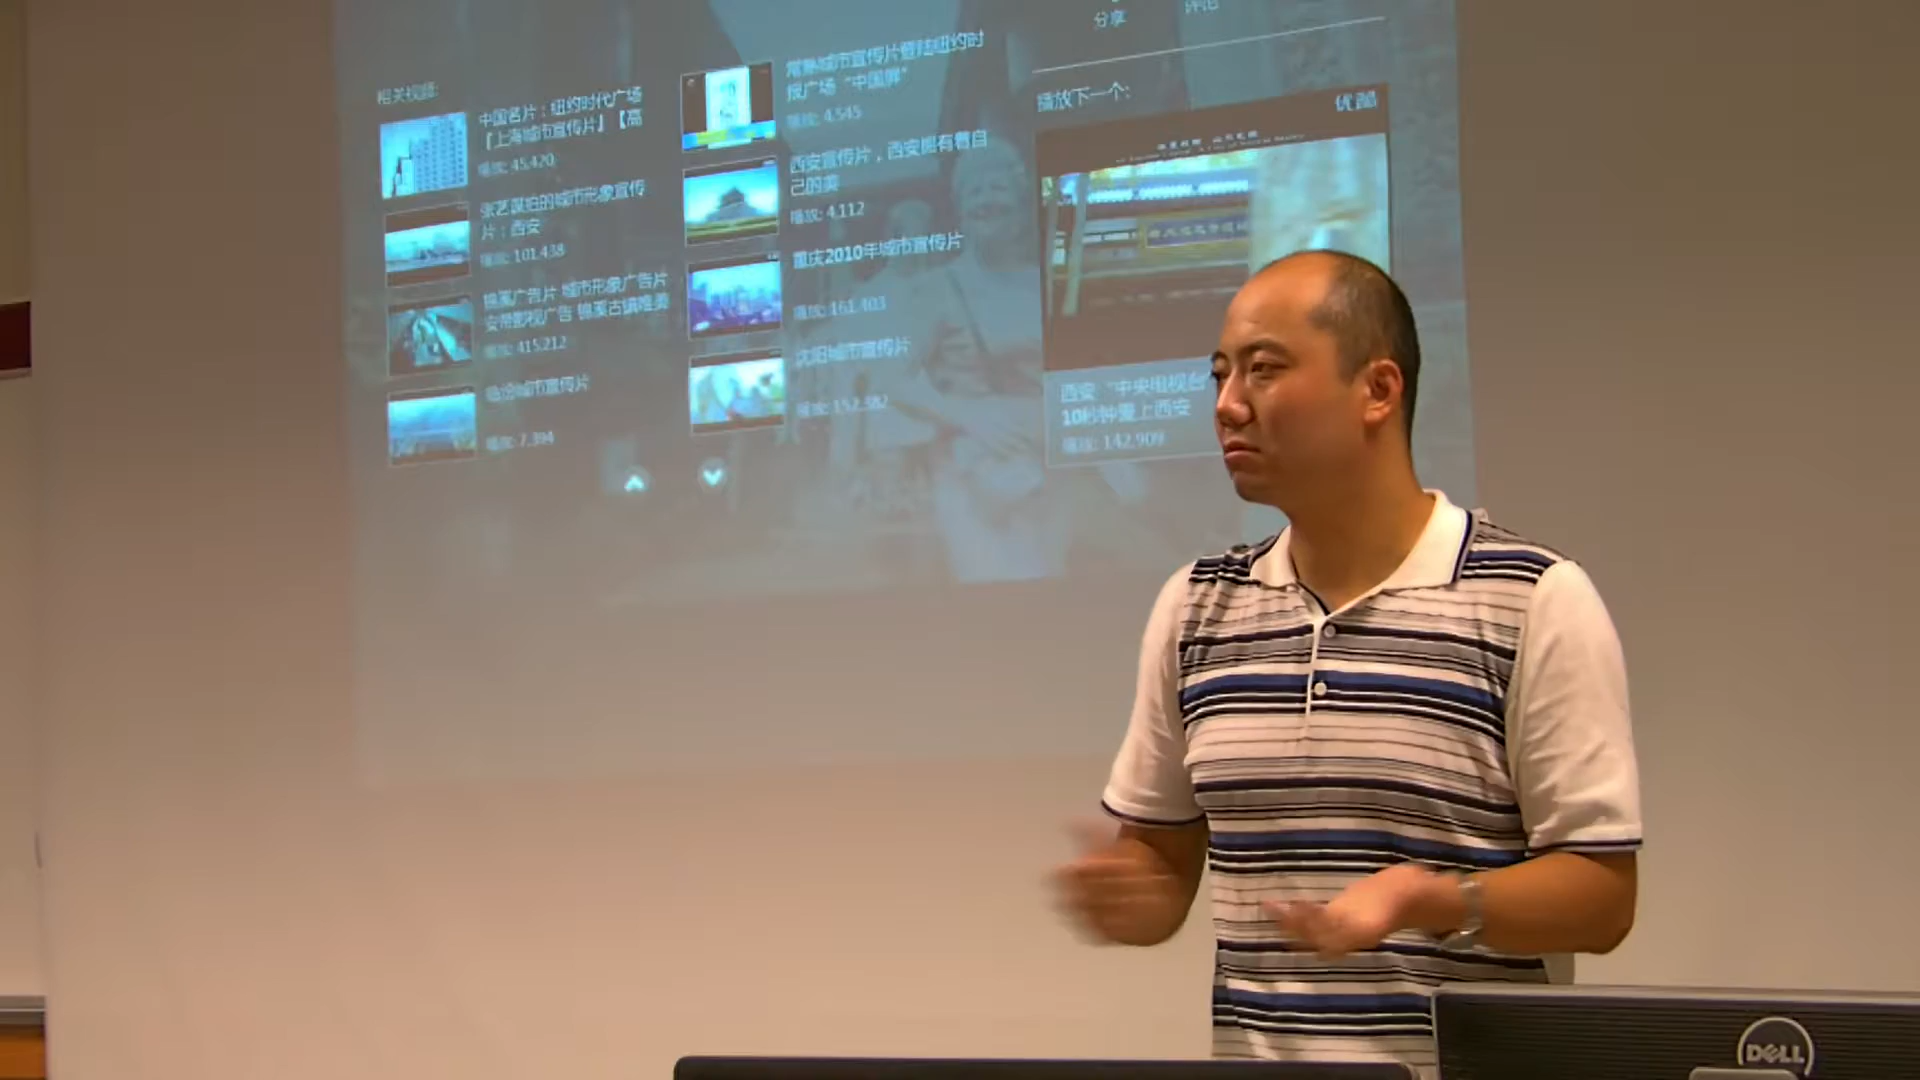 相关视频:
中国名片：纽约时代广场
『上海城市宣传片』【高
播放: 45,420
张艺谋拍的城市形象宣传
片：西安
播放: 101,438
锦溪广告片 城市形象广告片
安蒂影视广告 锦溪古镇唯美
播放: 415,212
城市宣传片
播放: 7,394
常熟城市宣传片登陆纽约时
报广场“中国屏”
播放: 4,545
西安宣传片，西安拥有着自
己的美
播放: 4,112
重庆2010年城市宣传片
播放: 161,403
沈阳城市宣传片
播放: 152,382
分享
评论
播放下一个:
优酷
西安“中央电视台”
10秒钟爱上西安
播放: 142,909
DELL